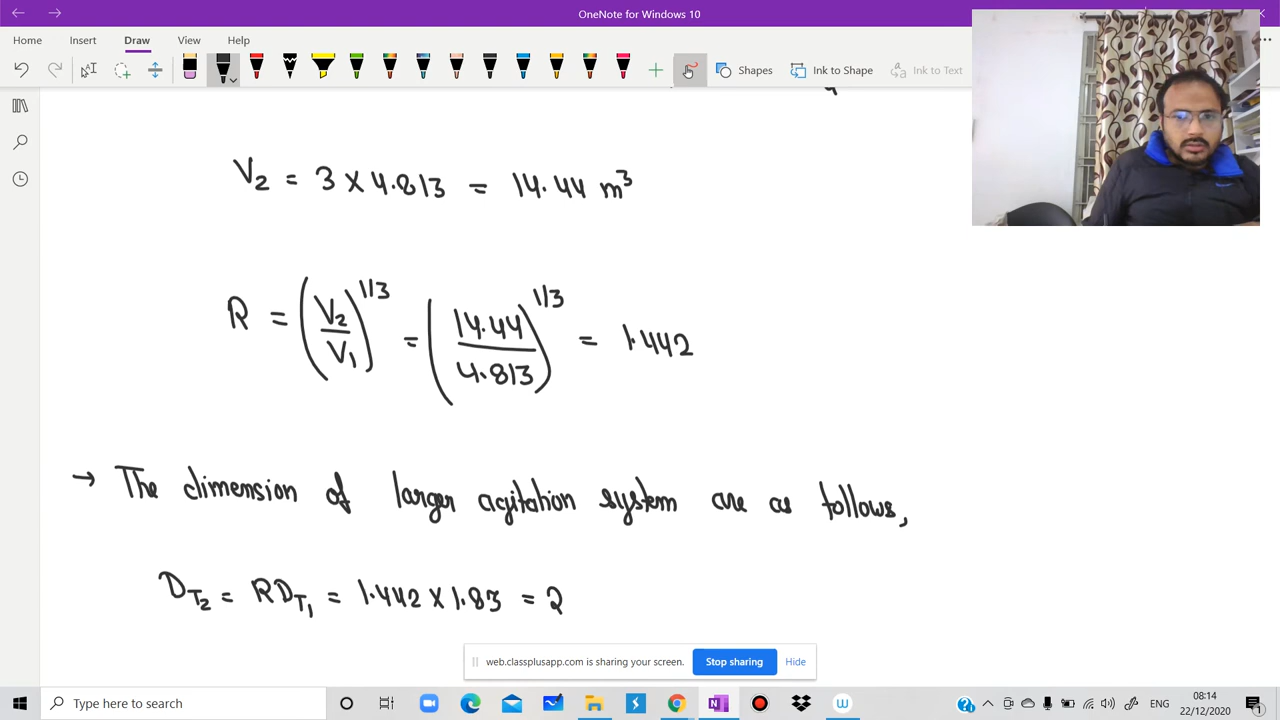 OneNote for Windows 10
Home Insert Draw View Help
Shapes Ink to Shape Ink to Text
V₂ = 3 × 4.813 = 14.44 m³
R = (V₂/V₁)^1/3 = (14.44/4.813)^1/3 = 1.442
→ The dimension of larger agitation system are as follows,
D_T₂ = R D_T₁ = 1.442 × 1.83 = 2
web.classplusapp.com is sharing your screen. Stop sharing Hide
Type here to search
ENG
08:14
22/12/2020